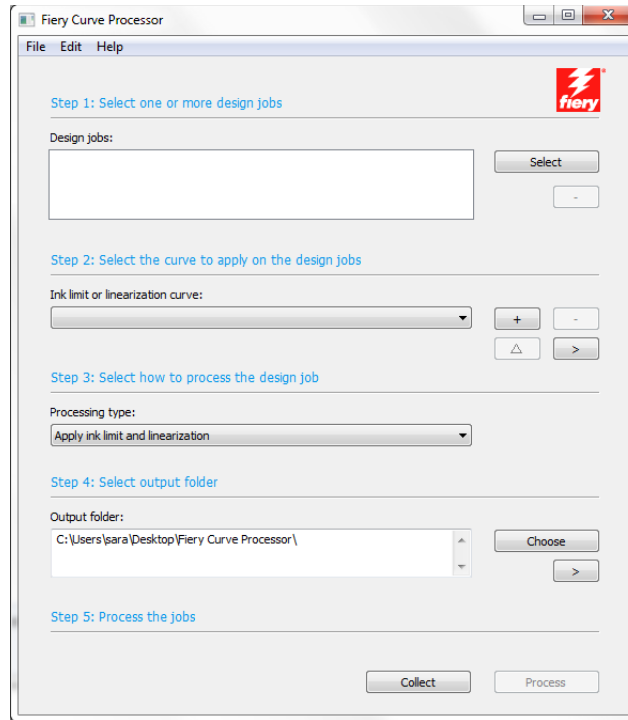 Fiery Curve Processor
File Edit Help
fiery
Step 1: Select one or more design jobs
Design jobs:
Select
-
Step 2: Select the curve to apply on the design jobs
Ink limit or linearization curve:
+ -
△ >
Step 3: Select how to process the design job
Processing type:
Apply ink limit and linearization
Step 4: Select output folder
Output folder:
C:\Users\sara\Desktop\Fiery Curve Processor\
Choose
>
Step 5: Process the jobs
Collect Process